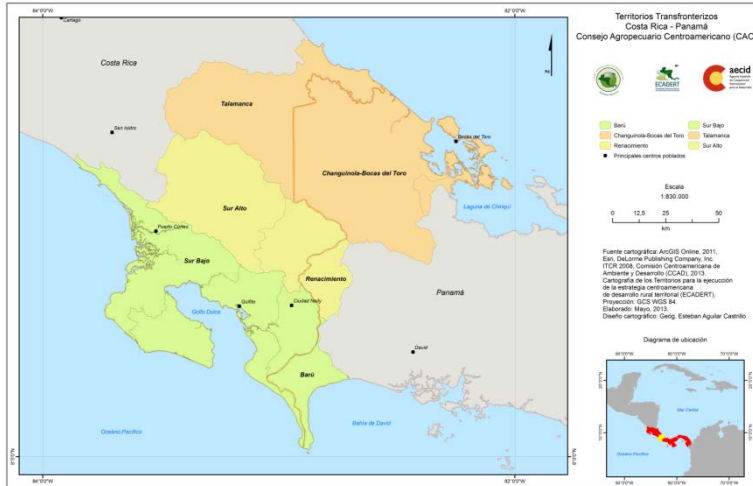 Territorios Transfronterizos
Costa Rica - Panamá
Consejo Agropecuario Centroamericano (CAC)
ECADERT
aecid
Barú
Changuinola-Bocas del Toro
Renacimiento
Principales centros poblados
Sur Bajo
Talamanca
Sur Alto
Escala
1:830.000
0 12,5 25 50
km
Fuente cartográfica: ArcGIS Online, 2011,
Esri, DeLorme Publishing Company, Inc.
ITCR 2008, Comisión Centroamericana de
Ambiente y Desarrollo (CCAD), 2013.
Cartografía de los Territorios para la ejecución
de la estrategia centroamericana
de desarrollo rural territorial (ECADERT).
Proyección: GCS WGS 84.
Elaborado: Mayo, 2013.
Diseño cartográfico: Geóg. Esteban Aguilar Castrillo
Diagrama de ubicación
Mar Caribe
Océano Pacífico
84°0'0"W
82°0'0"W
Cartago
Costa Rica
San Isidro
Talamanca
Bocas del Toro
Changuinola-Bocas del Toro
Laguna de Chiriquí
Sur Alto
Puerto Cortés
Sur Bajo
Renacimiento
Panamá
Golfito
Ciudad Neily
Golfo Dulce
David
Barú
Océano Pacífico
Bahía de David
84°0'0"W
82°0'0"W